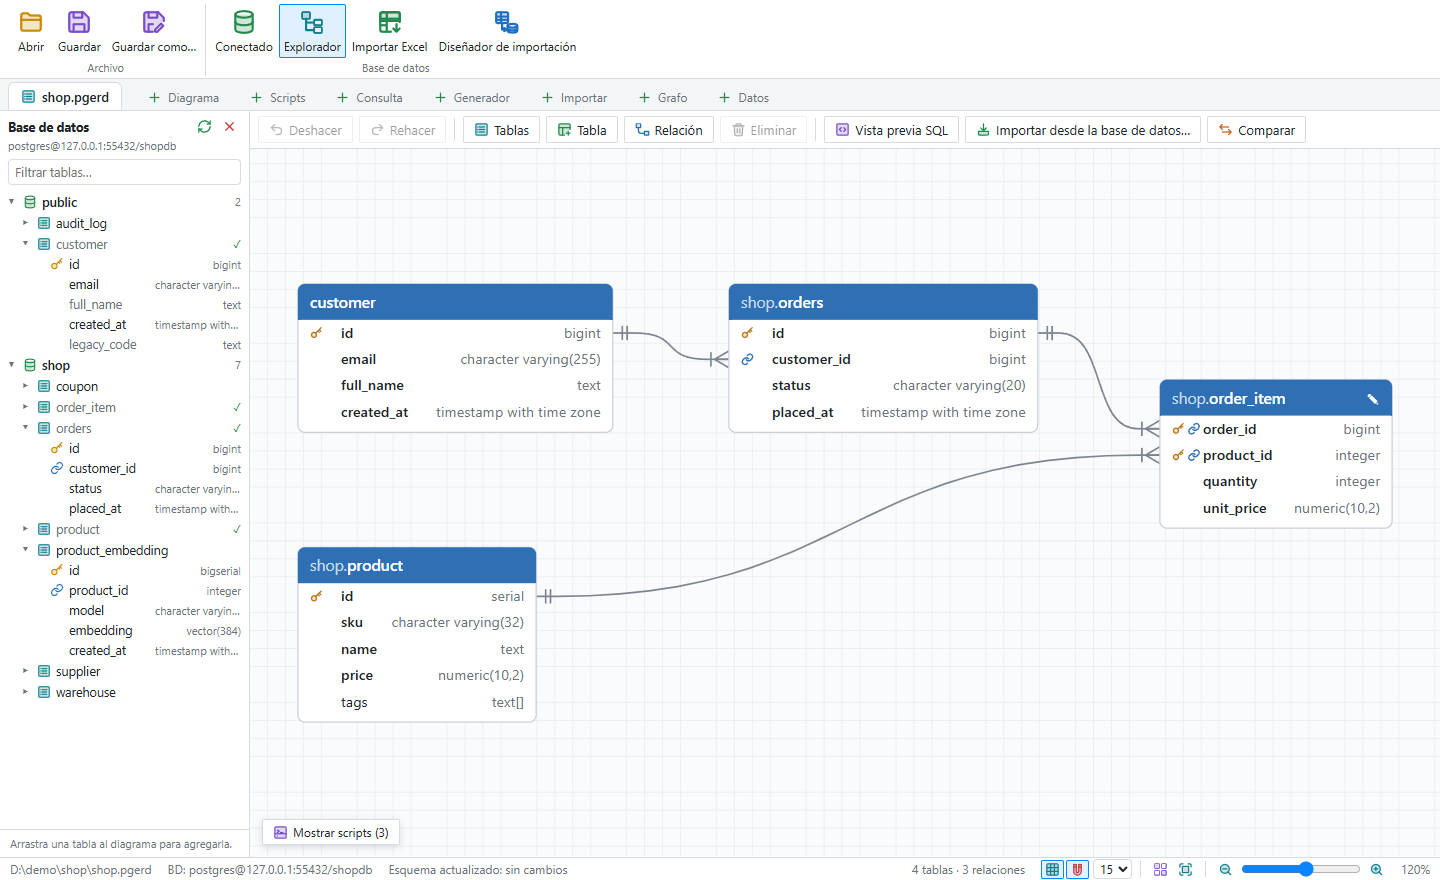 Abrir
Guardar
Guardar como...
Archivo
Conectado
Explorador
Importar Excel
Diseñador de importación
Base de datos
shop.pgerd
Diagrama
Scripts
Consulta
Generador
Importar
Grafo
Datos
Base de datos
postgres@127.0.0.1:55432/shopdb
Filtrar tablas...
public 2
audit_log
customer ✓
id bigint
email character varyin...
full_name text
created_at timestamp with...
legacy_code text
shop 7
coupon
order_item ✓
orders ✓
id bigint
customer_id bigint
status character varyin...
placed_at timestamp with...
product ✓
product_embedding
id bigserial
product_id integer
model character varyin...
embedding vector(384)
created_at timestamp with...
supplier
warehouse
Arrastra una tabla al diagrama para agregarla.
Deshacer
Rehacer
Tablas
Tabla
Relación
Eliminar
Vista previa SQL
Importar desde la base de datos...
Comparar
customer
id bigint
email character varying(255)
full_name text
created_at timestamp with time zone
shop.orders
id bigint
customer_id bigint
status character varying(20)
placed_at timestamp with time zone
shop.order_item
order_id bigint
product_id integer
quantity integer
unit_price numeric(10,2)
shop.product
id serial
sku character varying(32)
name text
price numeric(10,2)
tags text[]
Mostrar scripts (3)
D:\demo\shop\shop.pgerd
BD: postgres@127.0.0.1:55432/shopdb
Esquema actualizado: sin cambios
4 tablas · 3 relaciones
15
120%